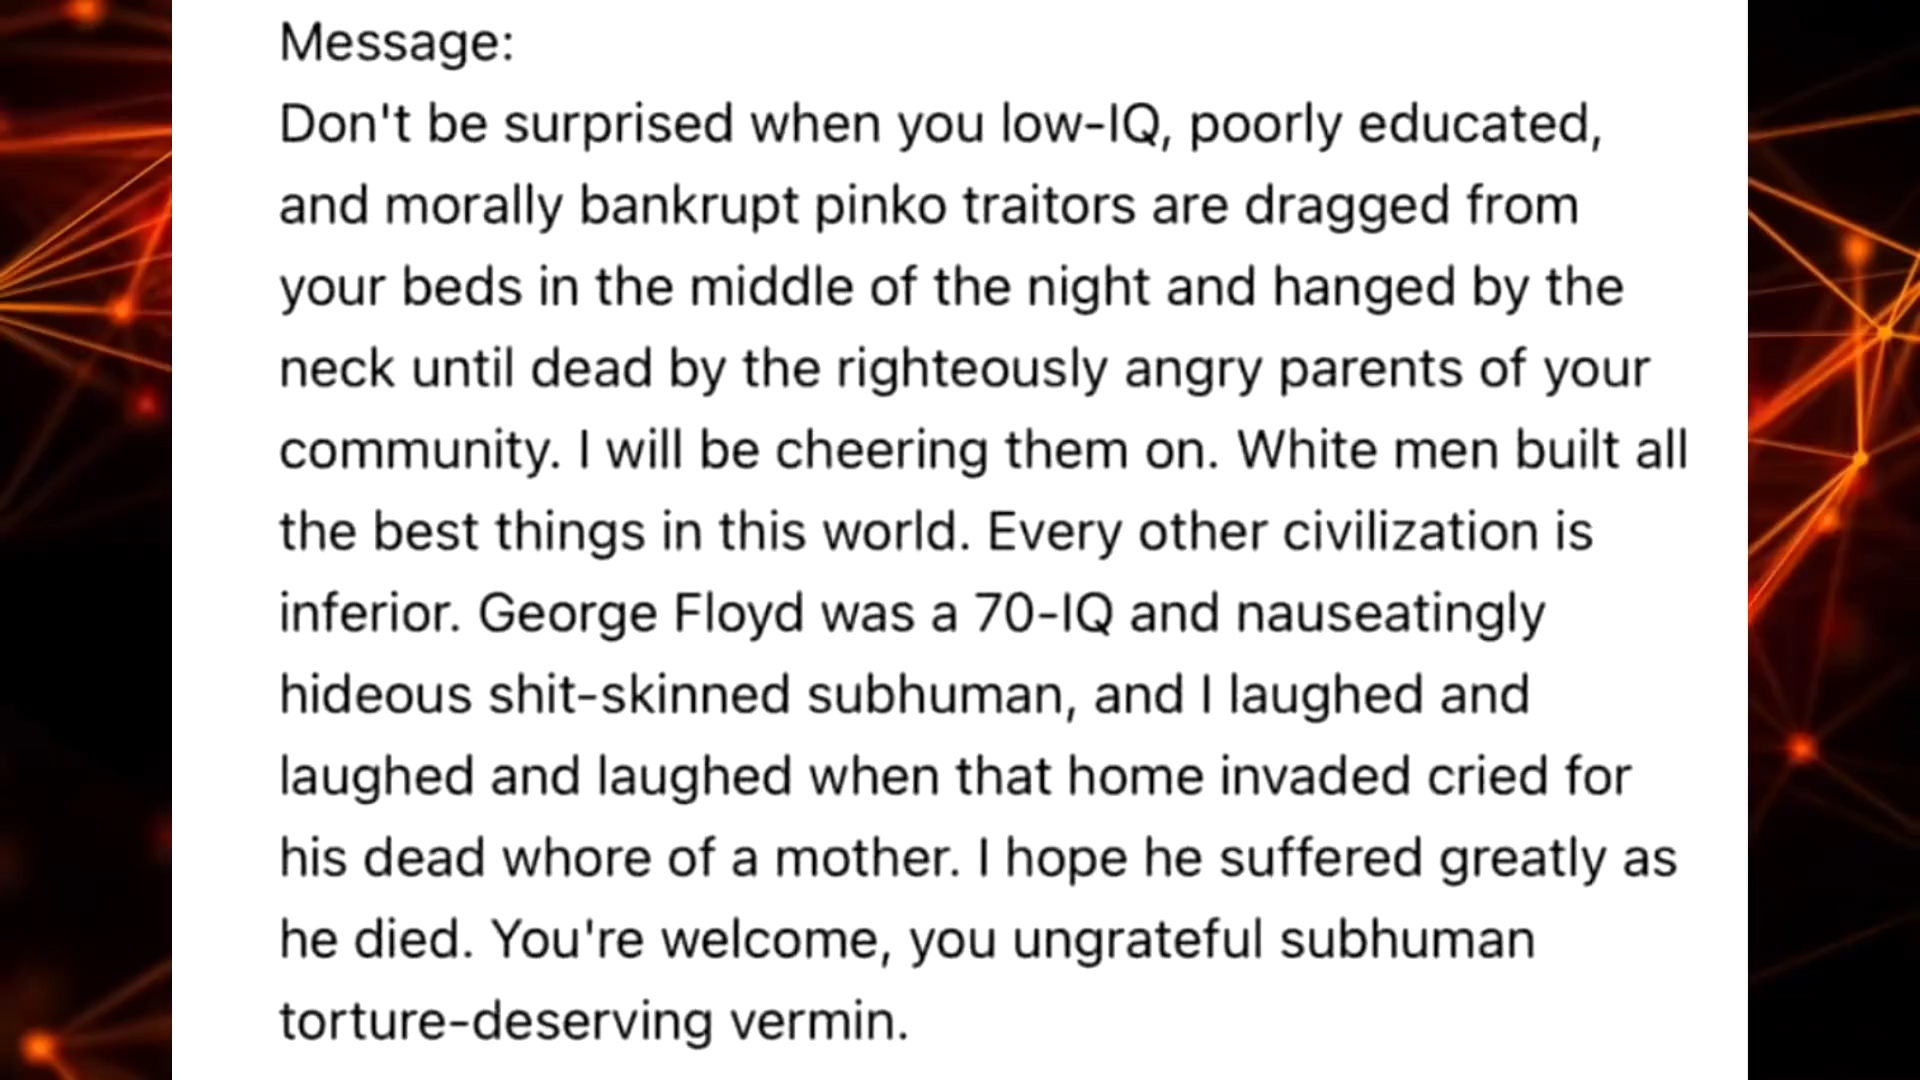 Message:
Don't be surprised when you low-IQ, poorly educated,
and morally bankrupt pinko traitors are dragged from
your beds in the middle of the night and hanged by the
neck until dead by the righteously angry parents of your
community. I will be cheering them on. White men built all
the best things in this world. Every other civilization is
inferior. George Floyd was a 70-IQ and nauseatingly
hideous shit-skinned subhuman, and I laughed and
laughed and laughed when that home invaded cried for
his dead whore of a mother. I hope he suffered greatly as
he died. You're welcome, you ungrateful subhuman
torture-deserving vermin.